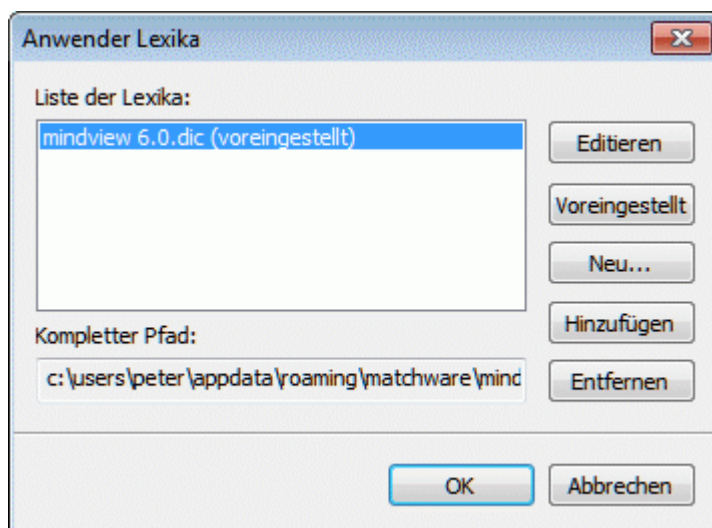 Anwender Lexika
Liste der Lexika:
mindview 6.0.dic (voreingestellt)
Editieren
Voreingestellt
Neu...
Hinzufügen
Kompletter Pfad:
c:\users\peter\appdata\roaming\matchware\mind
Entfernen
OK
Abbrechen